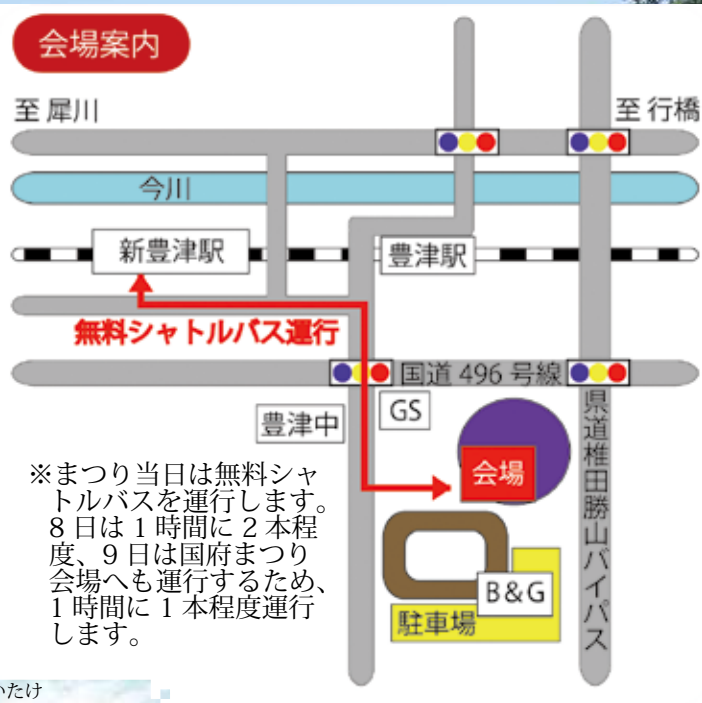 会場案内
至 犀川
至 行橋
今川
新豊津駅
豊津駅
無料シャトルバス運行
国道 496 号線
豊津中
GS
会場
県道椎田勝山バイパス
※まつり当日は無料シャ
トルバスを運行します。
8 日は 1 時間に 2 本程
度、9 日は国府まつり
会場へも運行するため、
1 時間に 1 本程度運行
します。
B&G
駐車場
いたけ